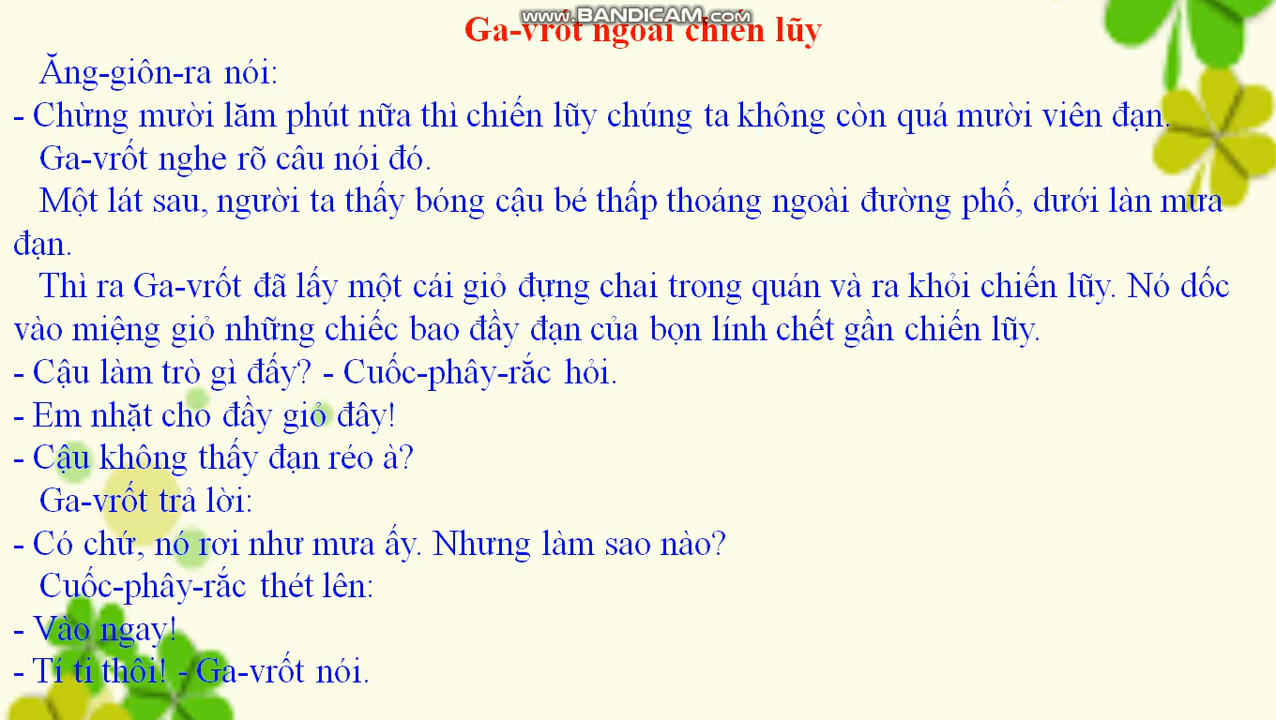 www.BANDICAM.com
Ga-vrốt ngoài chiến lũy
Ăng-giôn-ra nói:
- Chừng mười lăm phút nữa thì chiến lũy chúng ta không còn quá mười viên đạn.
Ga-vrốt nghe rõ câu nói đó.
Một lát sau, người ta thấy bóng cậu bé thấp thoáng ngoài đường phố, dưới làn mưa
đạn.
Thì ra Ga-vrốt đã lấy một cái giỏ đựng chai trong quán và ra khỏi chiến lũy. Nó dốc
vào miệng giỏ những chiếc bao đầy đạn của bọn lính chết gần chiến lũy.
- Cậu làm trò gì đấy? - Cuốc-phây-rắc hỏi.
- Em nhặt cho đầy giỏ đây!
- Cậu không thấy đạn réo à?
Ga-vrốt trả lời:
- Có chứ, nó rơi như mưa ấy. Nhưng làm sao nào?
Cuốc-phây-rắc thét lên:
- Vào ngay!
- Tí ti thôi! - Ga-vrốt nói.